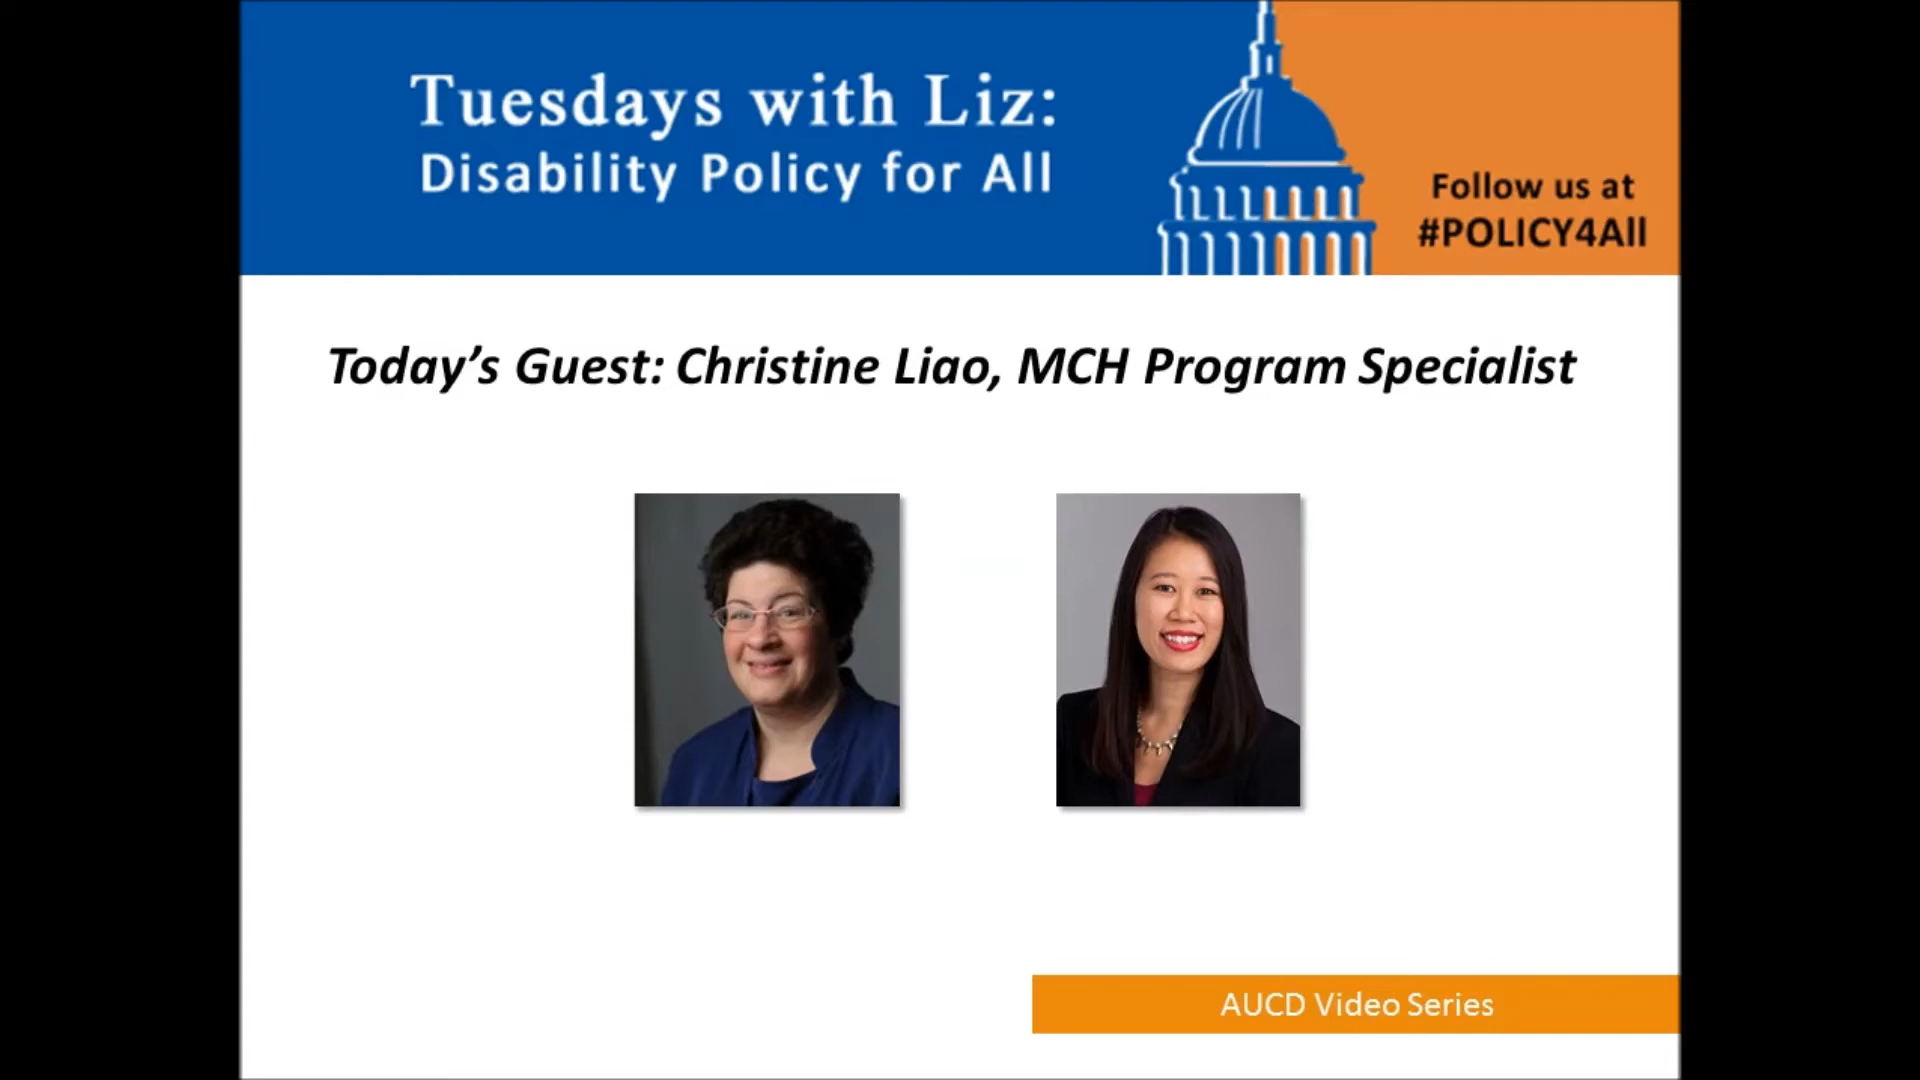 Tuesdays with Liz:
Disability Policy for All
Follow us at
#POLICY4All
Today’s Guest: Christine Liao, MCH Program Specialist
AUCD Video Series